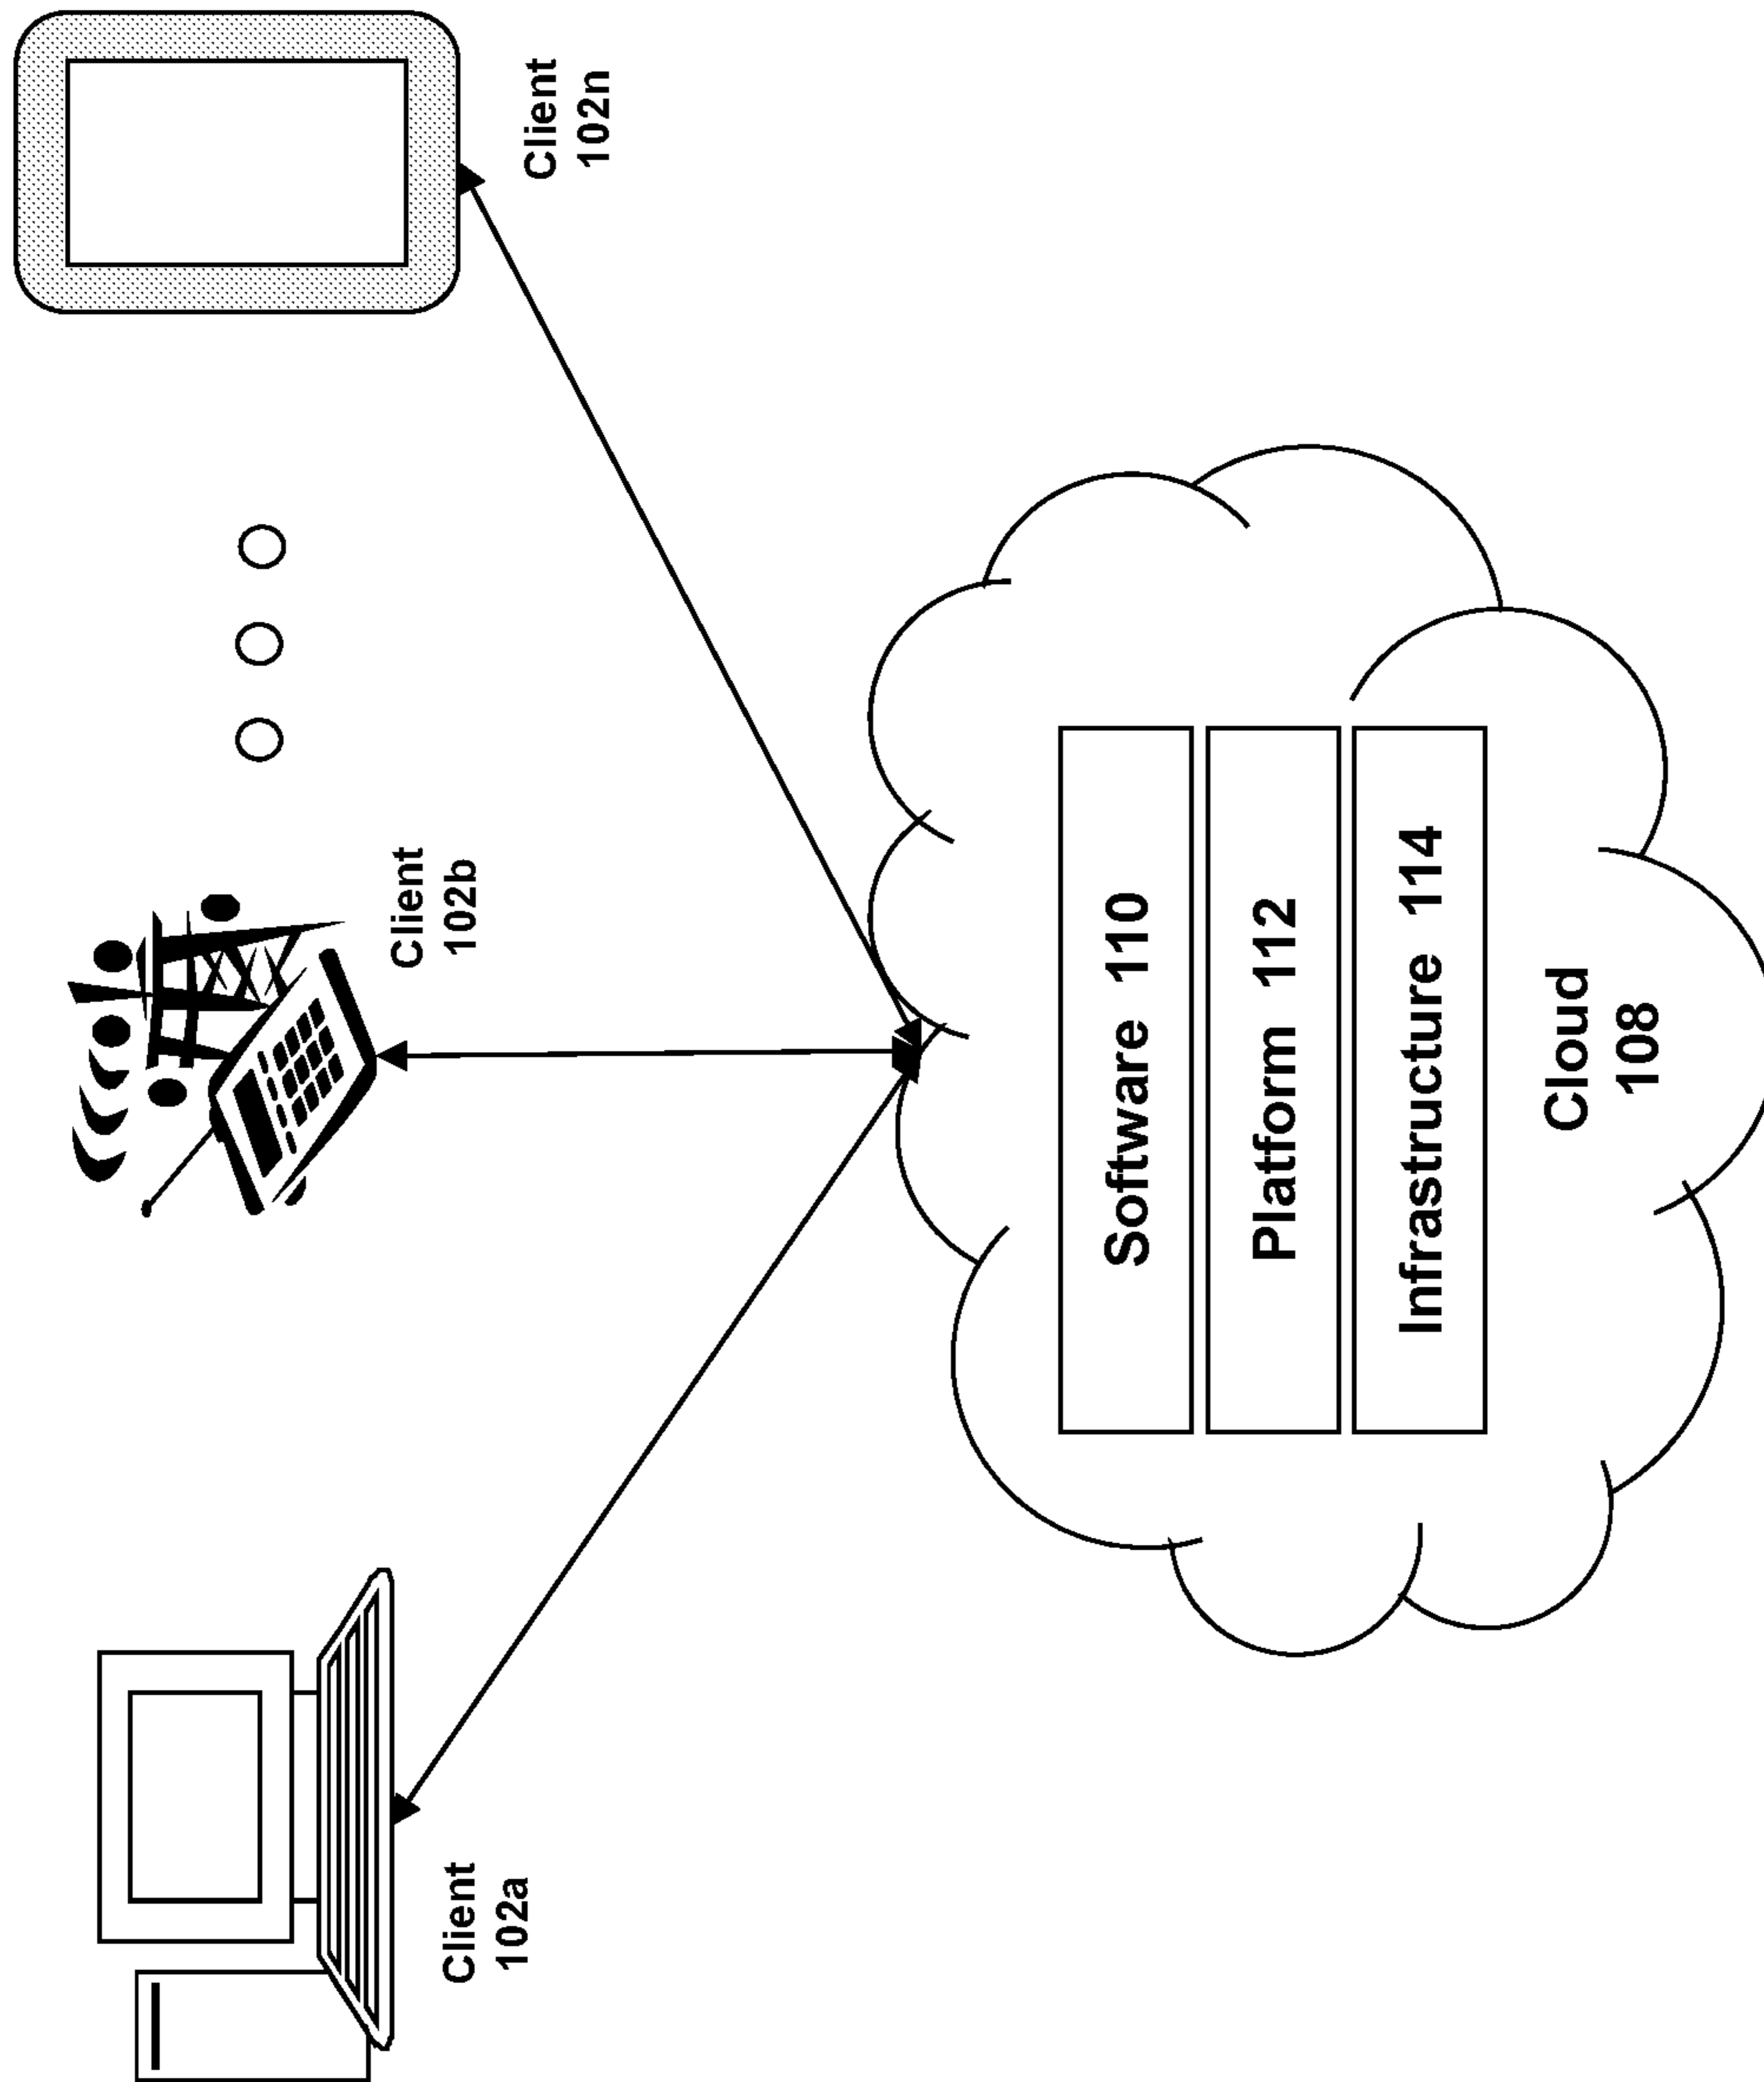 Client
102a
Client
102b
Client
102n
Software 110
Platform 112
Infrastructure 114
Cloud
108